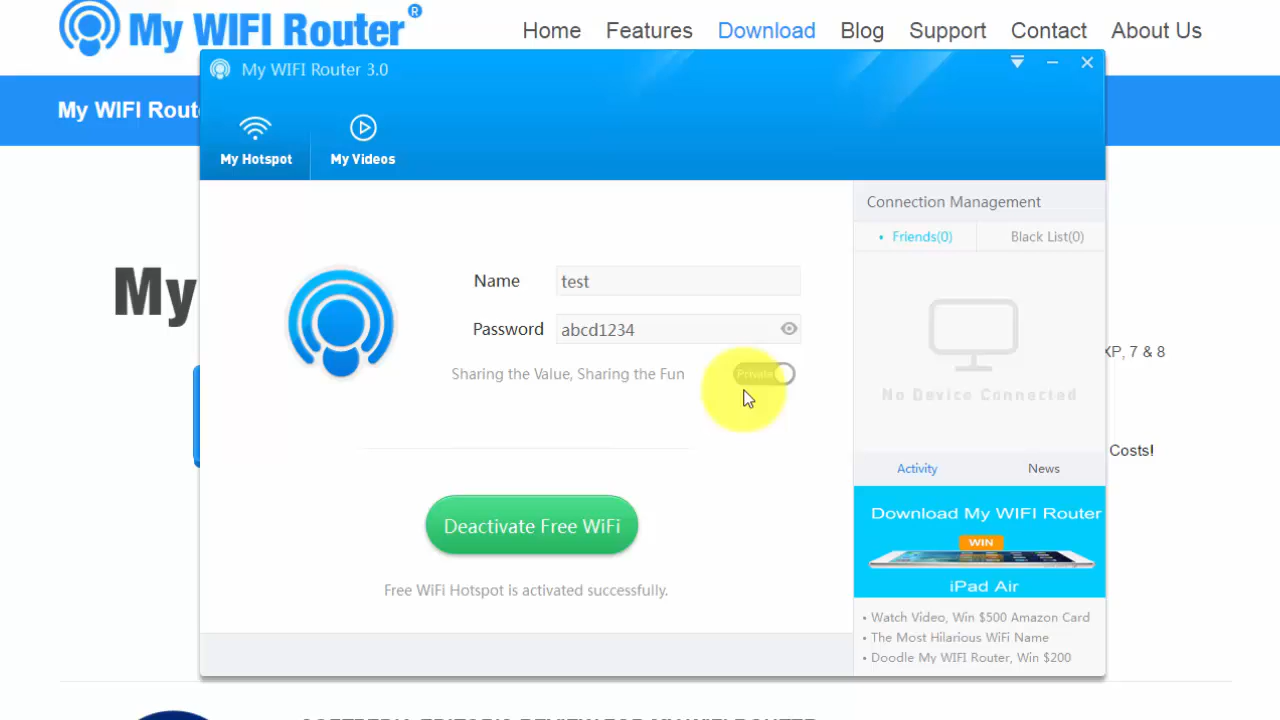 My WIFI Router®
Home Features Download Blog Support Contact About Us
My WIFI Route
My WIFI Router 3.0
My Hotspot
My Videos
My
Name
test
Password
abcd1234
Sharing the Value, Sharing the Fun
Private
Deactivate Free WiFi
Free WiFi Hotspot is activated successfully.
Connection Management
• Friends(0)
Black List(0)
No Device Connected
Activity
News
Download My WIFI Router
WIN
iPad Air
• Watch Video, Win $500 Amazon Card
• The Most Hilarious WiFi Name
• Doodle My WIFI Router, Win $200
XP, 7 & 8
Costs!